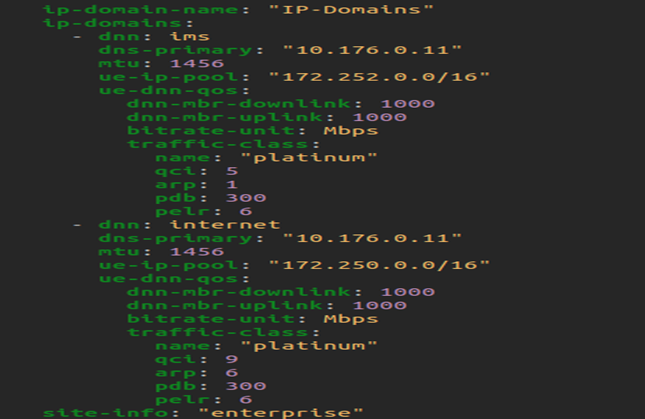 ip-domain-name: "IP-Domains"
ip-domains:
- dnn: ims
dns-primary: "10.176.0.11"
mtu: 1456
ue-ip-pool: "172.252.0.0/16"
ue-dnn-qos:
dnn-mbr-downlink: 1000
dnn-mbr-uplink: 1000
bitrate-unit: Mbps
traffic-class:
name: "platinum"
qci: 5
arp: 1
pdb: 300
pelr: 6
- dnn: internet
dns-primary: "10.176.0.11"
mtu: 1456
ue-ip-pool: "172.250.0.0/16"
ue-dnn-qos:
dnn-mbr-downlink: 1000
dnn-mbr-uplink: 1000
bitrate-unit: Mbps
traffic-class:
name: "platinum"
qci: 9
arp: 6
pdb: 300
pelr: 6
site-info: "enterprise"